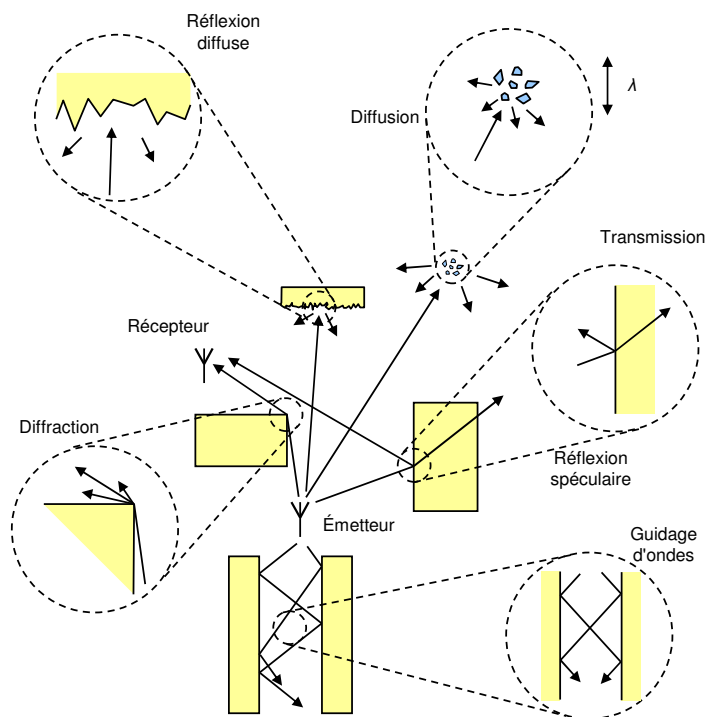 Réflexion
diffuse
λ
Diffusion
Transmission
Récepteur
Diffraction
Réflexion
spéculaire
Émetteur
Guidage
d'ondes